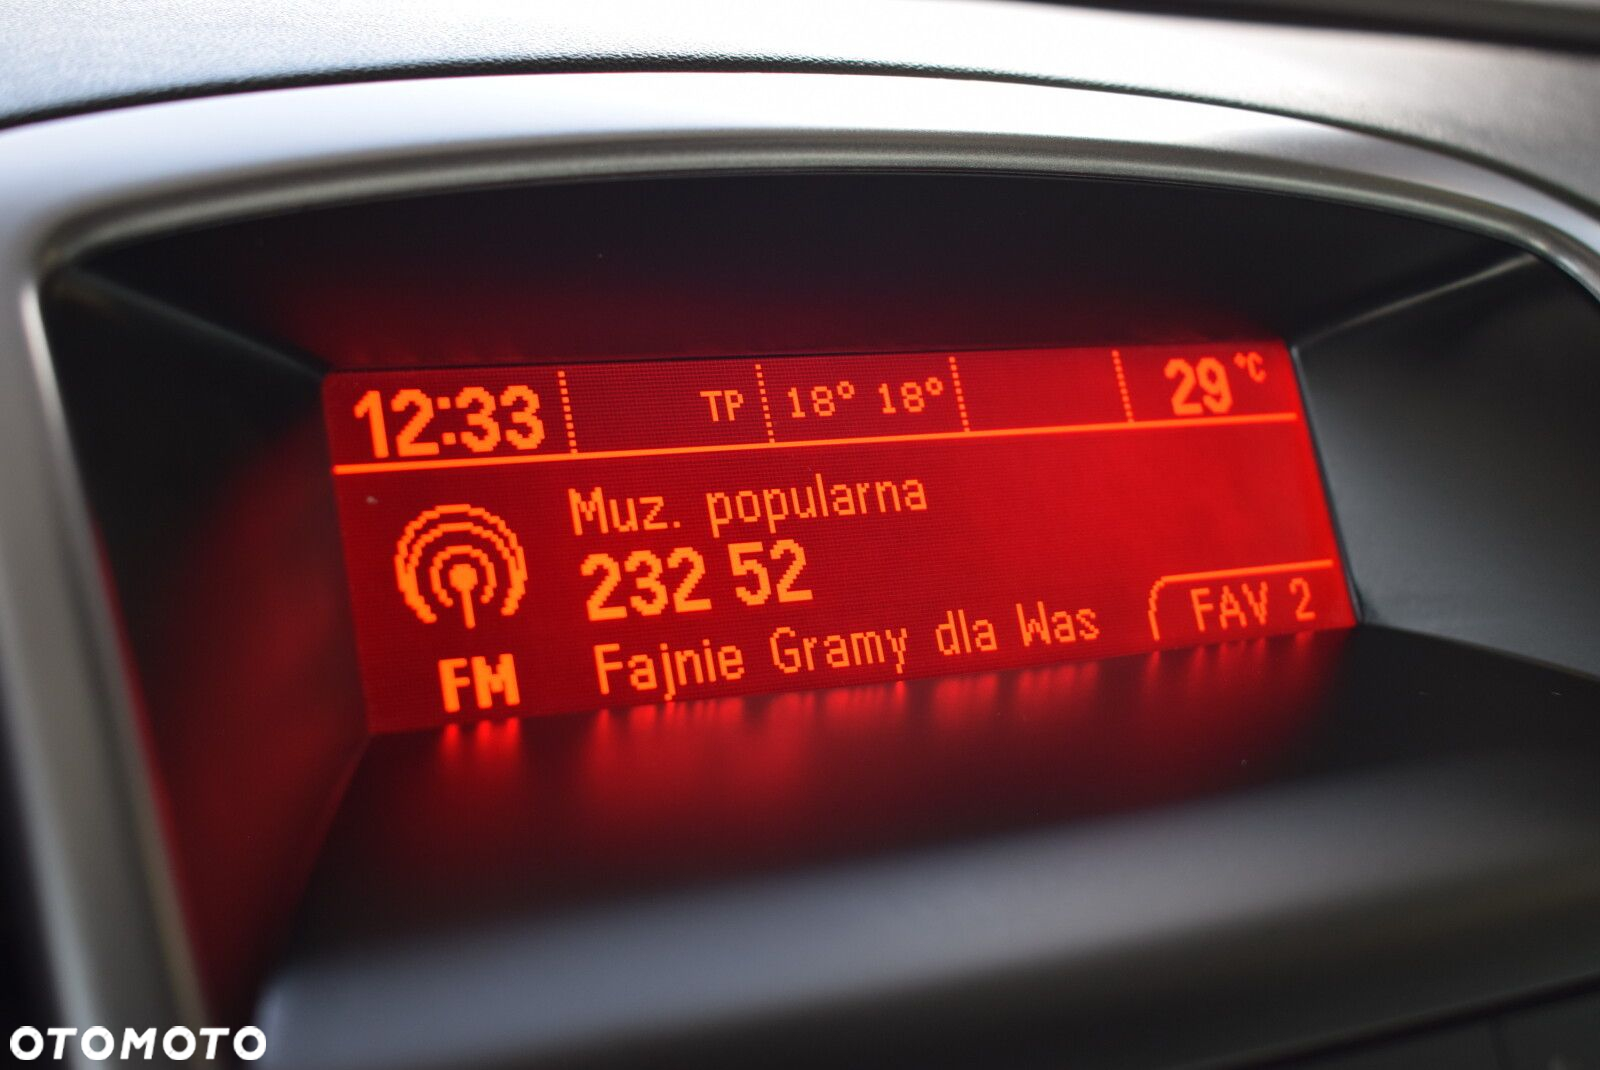 12:33 TP 18° 18° 29 °C
Muz. popularna
232 52
FM Fajnie Gramy dla Was FAV 2
OTOMOTO